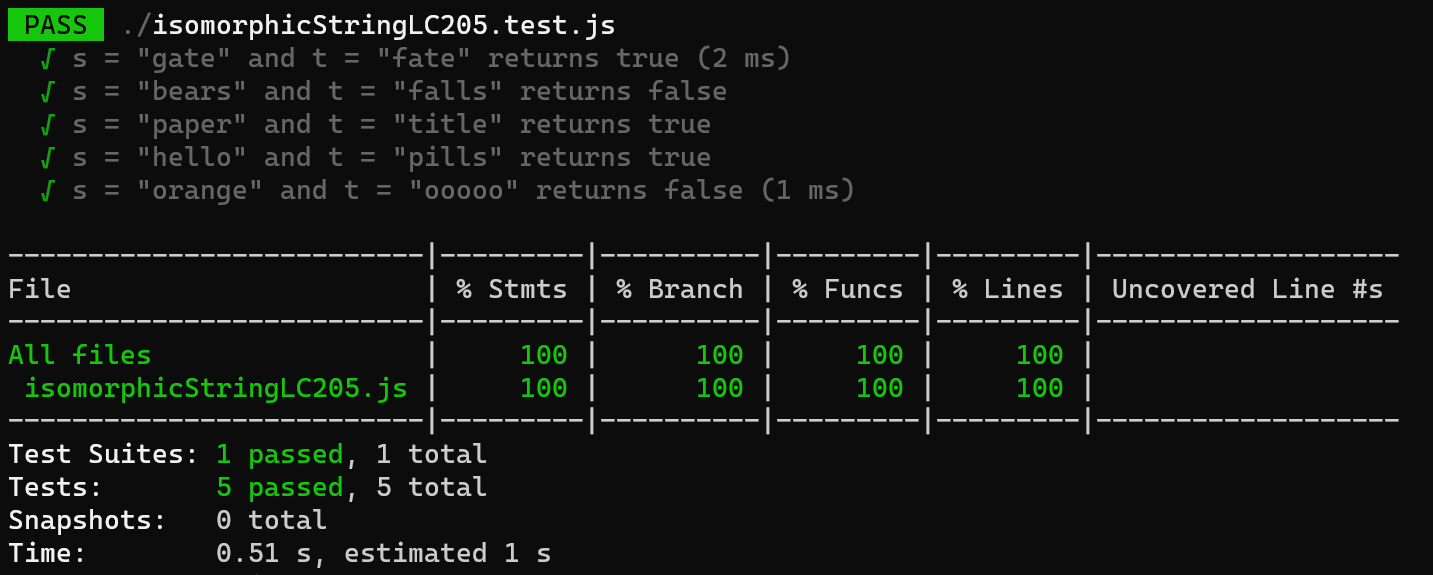 PASS ./isomorphicStringLC205.test.js
√ s = "gate" and t = "fate" returns true (2 ms)
√ s = "bears" and t = "falls" returns false
√ s = "paper" and t = "title" returns true
√ s = "hello" and t = "pills" returns true
√ s = "orange" and t = "ooooo" returns false (1 ms)
--------------------------|---------|----------|---------|---------|-------------------
File | % Stmts | % Branch | % Funcs | % Lines | Uncovered Line #s
--------------------------|---------|----------|---------|---------|-------------------
All files | 100 | 100 | 100 | 100 |
isomorphicStringLC205.js | 100 | 100 | 100 | 100 |
--------------------------|---------|----------|---------|---------|-------------------
Test Suites: 1 passed, 1 total
Tests: 5 passed, 5 total
Snapshots: 0 total
Time: 0.51 s, estimated 1 s